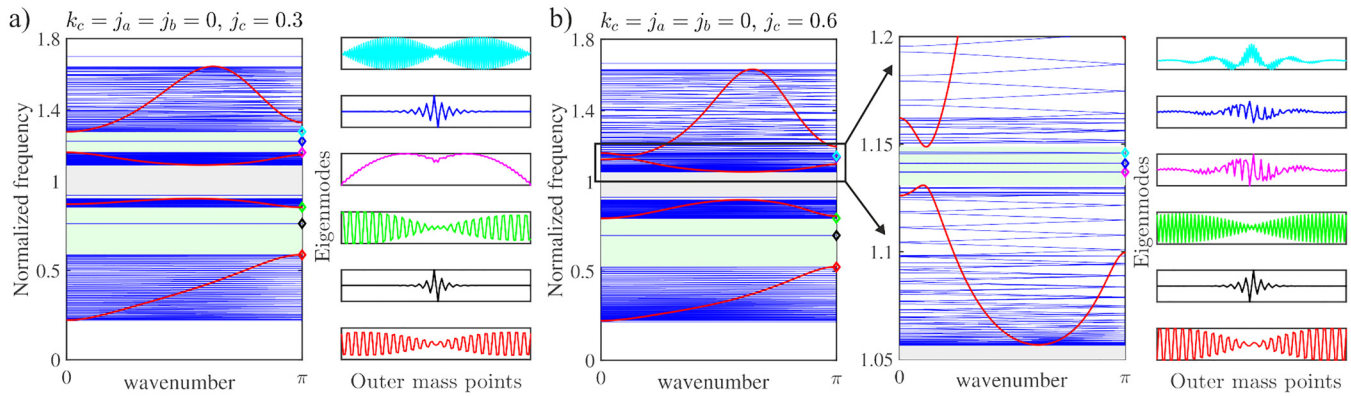 a) k_c = j_a = j_b = 0, j_c = 0.3
Normalized frequency
1.8
1.4
1
0.5
0
0
π
wavenumber
Eigenmodes
Outer mass points
b) k_c = j_a = j_b = 0, j_c = 0.6
Normalized frequency
1.8
1.4
1
0.5
0
0
π
wavenumber
1.2
1.15
1.11
1.05
0
π
wavenumber
Eigenmodes
Outer mass points